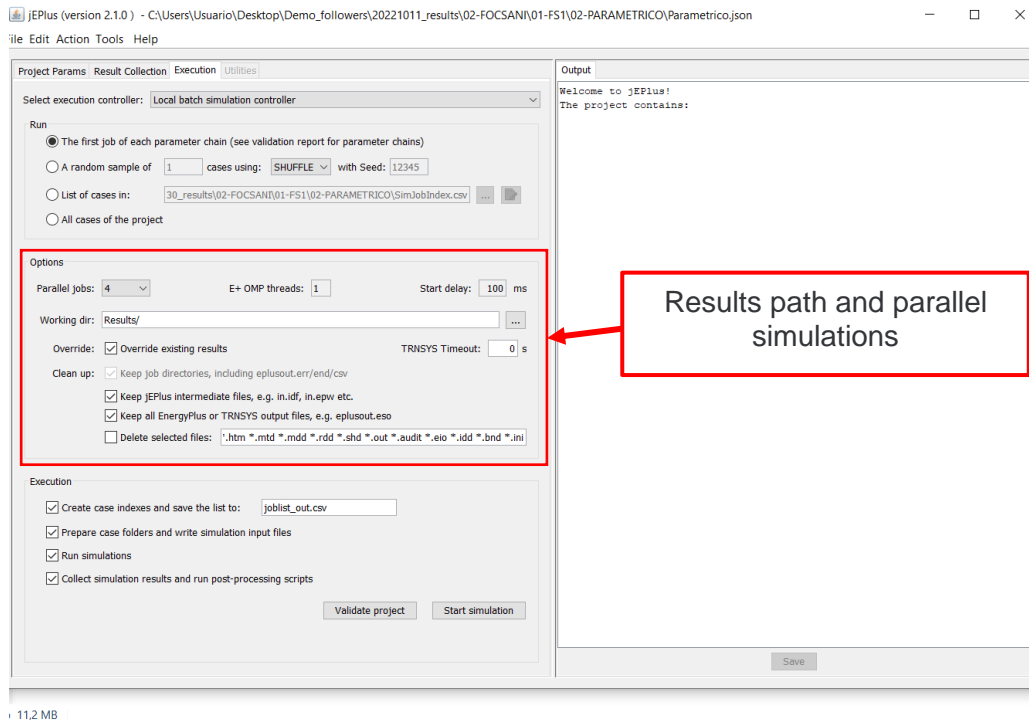 jEPlus (version 2.1.0 ) - C:\Users\Usuario\Desktop\Demo_followers\20221011_results\02-FOCSANI\01-FS1\02-PARAMETRICO\Parametrico.json
ile Edit Action Tools Help
Project Params Result Collection Execution Utilities
Select execution controller: Local batch simulation controller
Run
The first job of each parameter chain (see validation report for parameter chains)
A random sample of 1 cases using: SHUFFLE with Seed: 12345
List of cases in: 30_results\02-FOCSANI\01-FS1\02-PARAMETRICO\SimJobIndex.csv ...
All cases of the project
Options
Parallel jobs: 4 E+ OMP threads: 1 Start delay: 100 ms
Working dir: Results/ ...
Override: Override existing results TRNSYS Timeout: 0 s
Clean up: Keep job directories, including eplusout.err/end/csv
Keep jEPlus intermediate files, e.g. in.idf, in.epw etc.
Keep all EnergyPlus or TRNSYS output files, e.g. eplusout.eso
Delete selected files: *.htm *.mtd *.mdd *.rdd *.shd *.out *.audit *.eio *.idd *.bnd *.ini
Execution
Create case indexes and save the list to: joblist_out.csv
Prepare case folders and write simulation input files
Run simulations
Collect simulation results and run post-processing scripts
Validate project Start simulation
Output
Welcome to jEPlus!
The project contains:
Results path and parallel
simulations
Save
11,2 MB